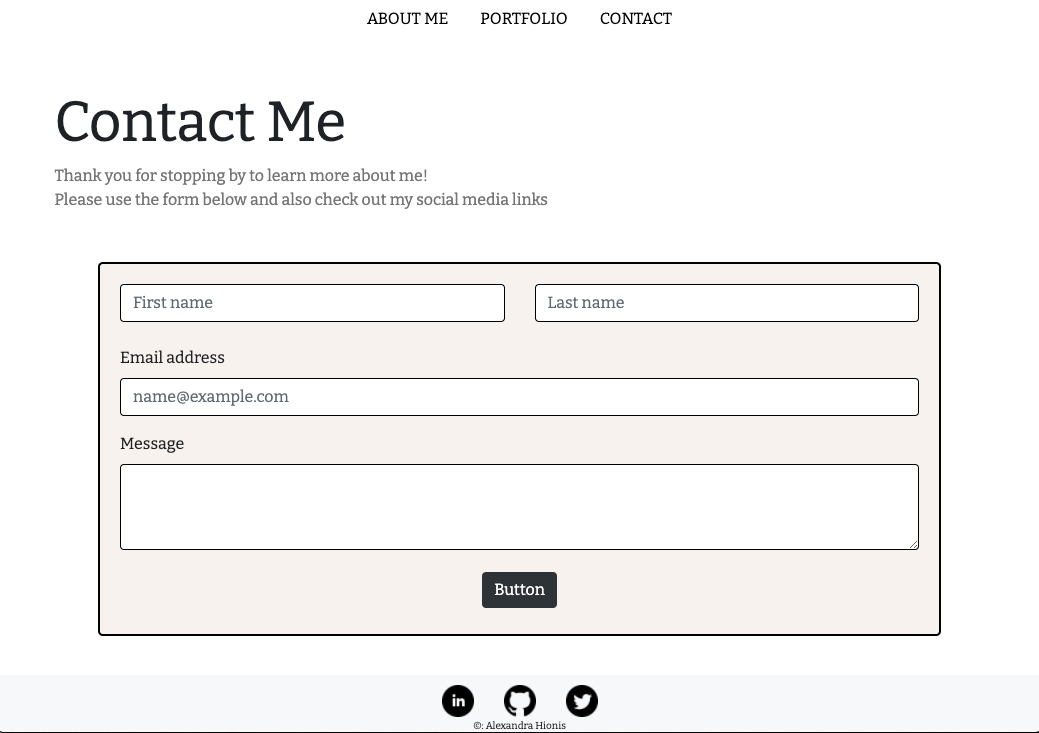 ABOUT ME PORTFOLIO CONTACT
Contact Me
Thank you for stopping by to learn more about me!
Please use the form below and also check out my social media links
First name Last name
Email address
name@example.com
Message
Button
in
©: Alexandra Hionis